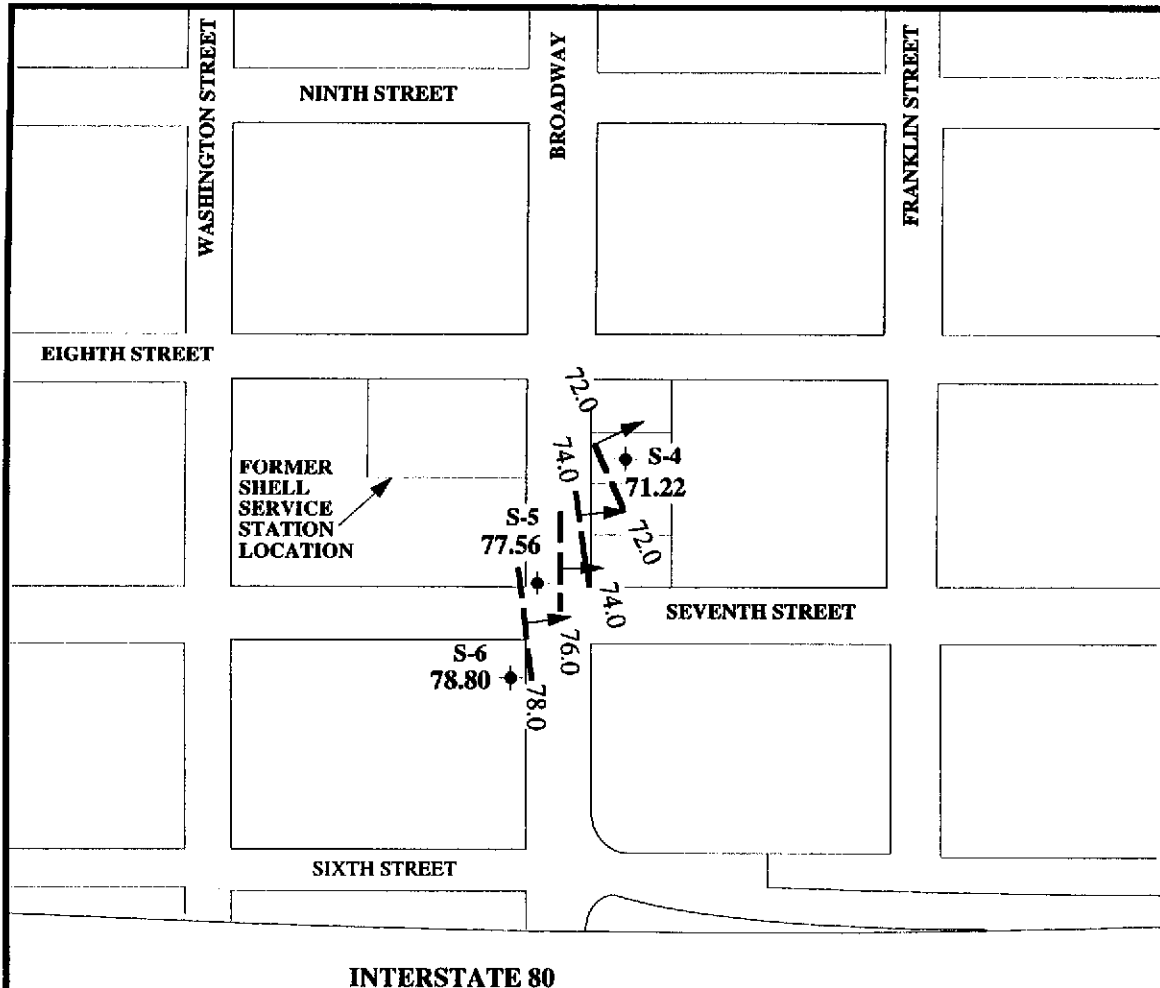 WASHINGTON STREET
NINTH STREET
BROADWAY
FRANKLIN STREET
EIGHTH STREET
72.0
74.0
S-4
71.22
FORMER
SHELL
SERVICE
STATION
LOCATION
S-5
77.56
72.0
74.0
SEVENTH STREET
76.0
S-6
78.80
78.0
SIXTH STREET
INTERSTATE 80